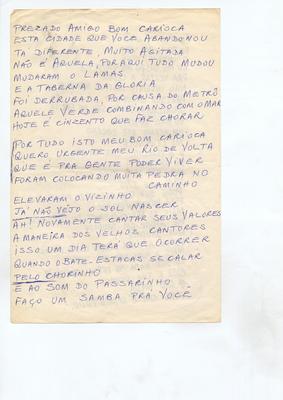 PREZADO AMIGO BOM CARIOCA
ESTA CIDADE QUE VOCÊ ABANDONOU
TA DIFERENTE, MUITO AGITADA
NÃO É AQUELA, POR AQUI TUDO MUDOU
MUDARAM O LAMAS
E A TABERNA DA GLORIA
FOI DERRUBADA, POR CAUSA DO METRÔ
AQUELE VERDE COMBINANDO COM O MAR
HOJE É CINZENTO QUE FAZ CHORAR
POR TUDO ISTO MEU BOM CARIOCA
QUERO URGENTE MEU RIO DE VOLTA
QUE É PRA GENTE PODER VIVER
FORAM COLOCANDO MUITA PEDRA NO
CAMINHO
ELEVARAM O VIZINHO
JÁ NÃO VEJO O SOL NASCER
AH! NOVAMENTE CANTAR SEUS VALORES
A MANEIRA DOS VELHOS CANTORES
ISSO UM DIA TERÁ QUE OCORRER
QUANDO O BATE-ESTACAS SE CALAR
PELO CHORINHO
E AO SOM DO PASSARINHO
FAÇO UM SAMBA PRÁ VOCÊ